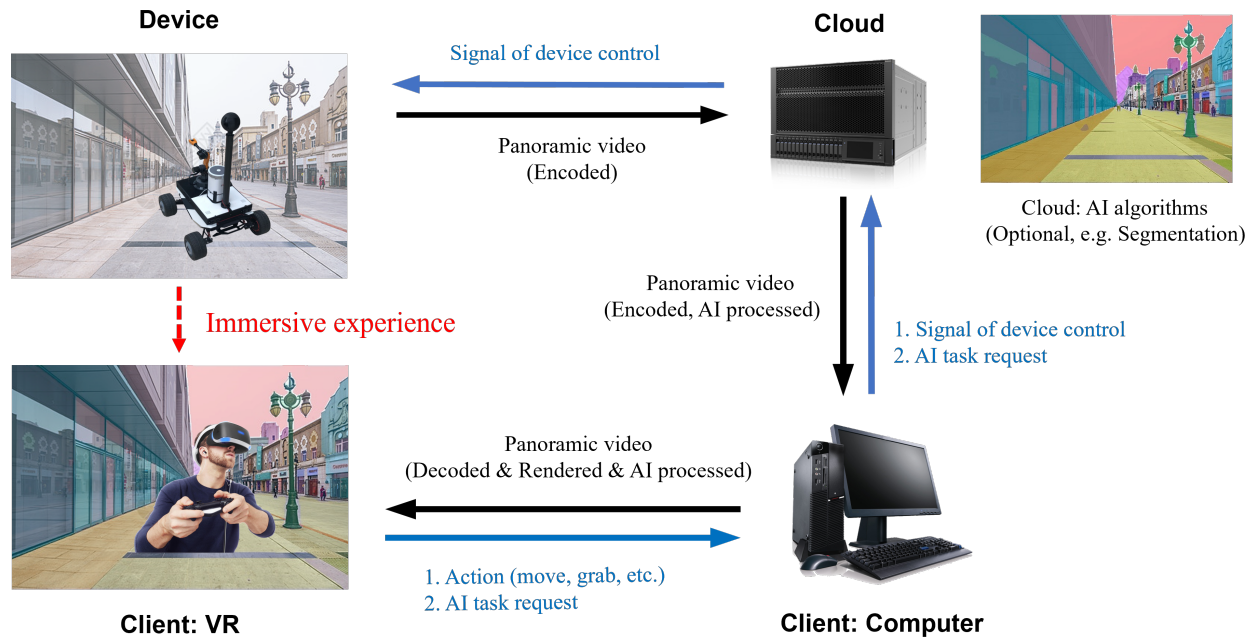 Device
Cloud
Signal of device control
Panoramic video
(Encoded)
Cloud: AI algorithms
(Optional, e.g. Segmentation)
Panoramic video
(Encoded, AI processed)
1. Signal of device control
2. AI task request
Immersive experience
Panoramic video
(Decoded & Rendered & AI processed)
1. Action (move, grab, etc.)
2. AI task request
Client: VR
Client: Computer